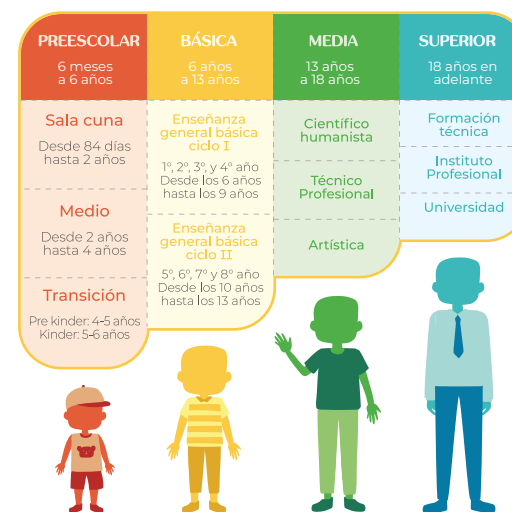 PREESCOLAR
6 meses
a 6 años
Sala cuna
Desde 84 días
hasta 2 años
Medio
Desde 2 años
hasta 4 años
Transición
Pre kinder: 4-5 años
Kinder: 5-6 años
BÁSICA
6 años
a 13 años
Enseñanza
general básica
ciclo I
1º, 2º, 3º, y 4º año
Desde los 6 años
hasta los 9 años
Enseñanza
general básica
ciclo II
5º, 6º, 7º y 8º año
Desde los 10 años
hasta los 13 años
MEDIA
13 años
a 18 años
Científico
humanista
Técnico
Profesional
Artística
SUPERIOR
18 años en
adelante
Formación
técnica
Instituto
Profesional
Universidad